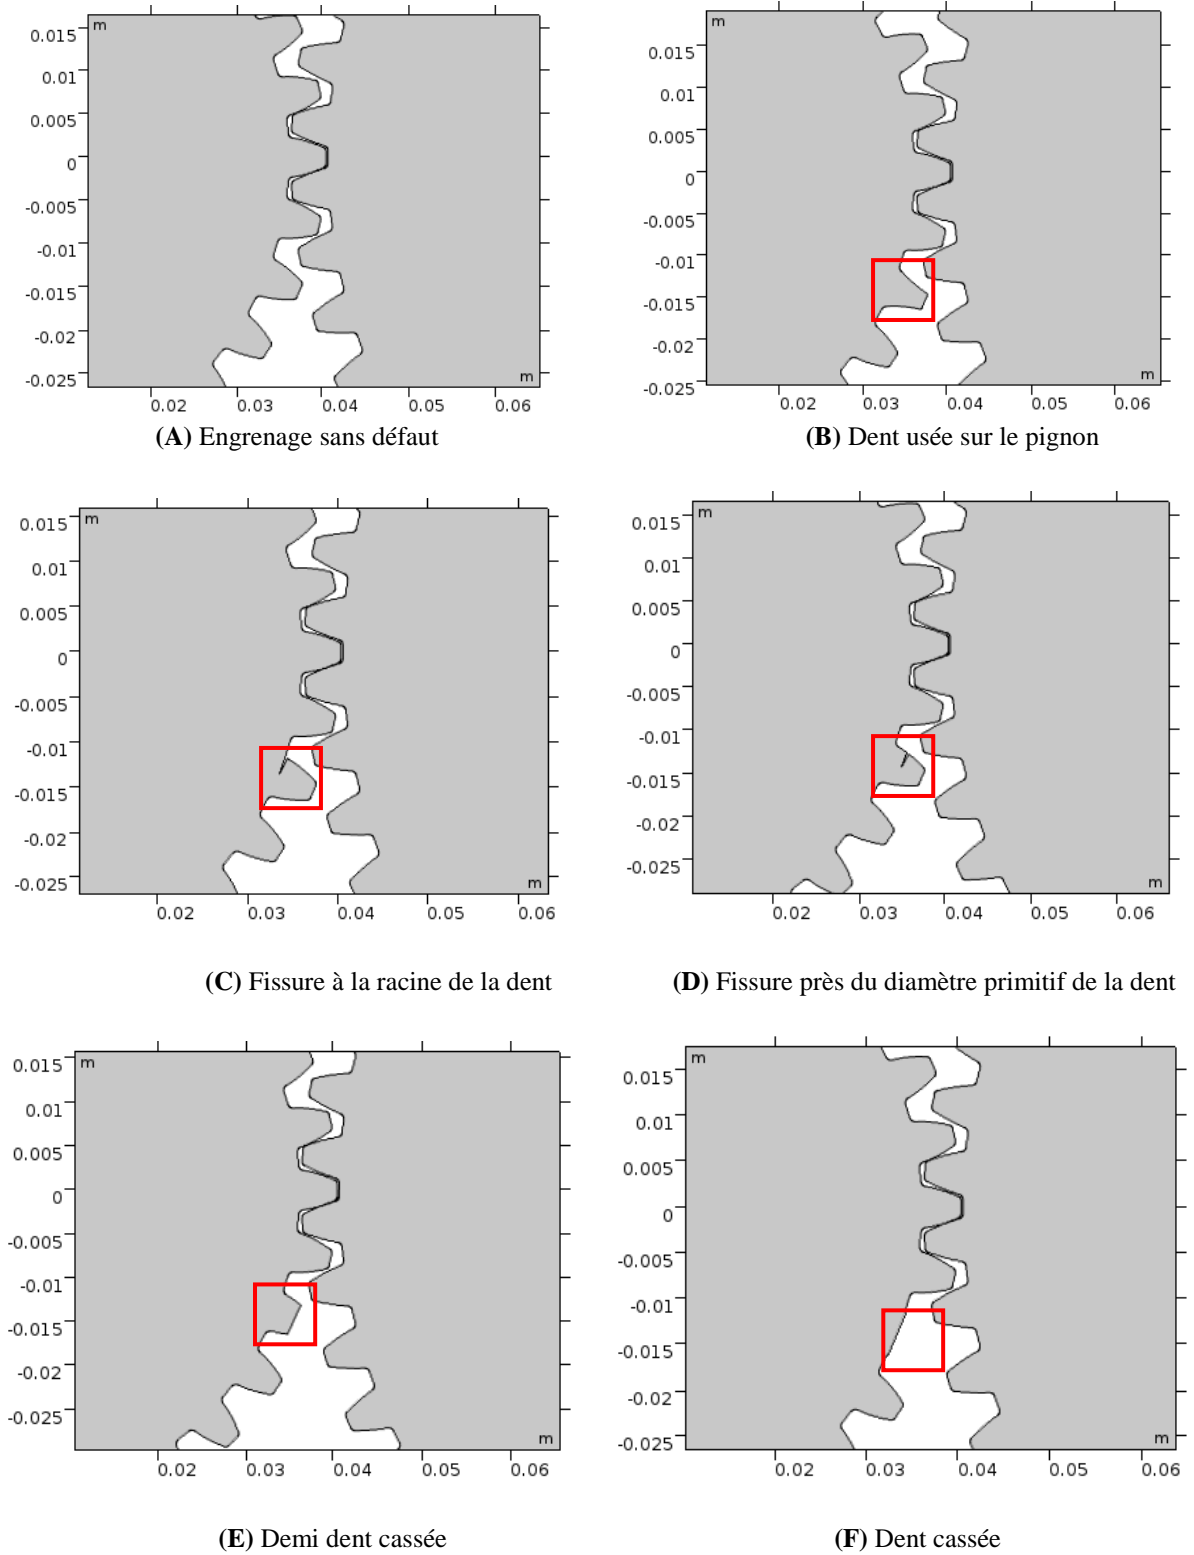 m
0.015
0.01
0.005
0
-0.005
-0.01
-0.015
-0.02
-0.025
m
0.02 0.03 0.04 0.05 0.06
(A) Engrenage sans défaut
m
0.015
0.01
0.005
0
-0.005
-0.01
-0.015
-0.02
-0.025
m
0.02 0.03 0.04 0.05 0.06
(B) Dent usée sur le pignon
m
0.015
0.01
0.005
0
-0.005
-0.01
-0.015
-0.02
-0.025
m
0.02 0.03 0.04 0.05 0.06
(C) Fissure à la racine de la dent
m
0.015
0.01
0.005
0
-0.005
-0.01
-0.015
-0.02
-0.025
m
0.02 0.03 0.04 0.05 0.06
(D) Fissure près du diamètre primitif de la dent
m
0.015
0.01
0.005
0
-0.005
-0.01
-0.015
-0.02
-0.025
m
0.02 0.03 0.04 0.05 0.06
(E) Demi dent cassée
m
0.015
0.01
0.005
0
-0.005
-0.01
-0.015
-0.02
-0.025
m
0.02 0.03 0.04 0.05 0.06
(F) Dent cassée